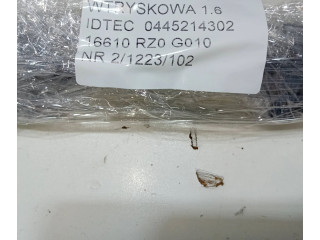 WTRYSKOWA 1.6
IDTEC 0445214302
16610 RZ0 G010
NR 2/1223/102